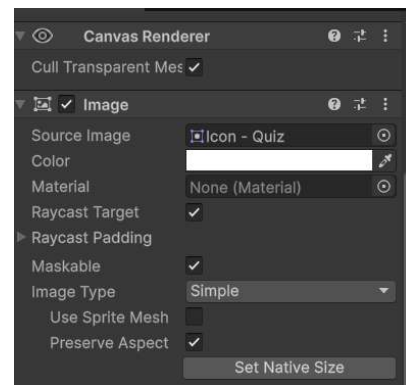 Canvas Renderer
Cull Transparent Mes
Image
Source Image Icon - Quiz
Color
Material None (Material)
Raycast Target
Raycast Padding
Maskable
Image Type Simple
Use Sprite Mesh
Preserve Aspect
Set Native Size